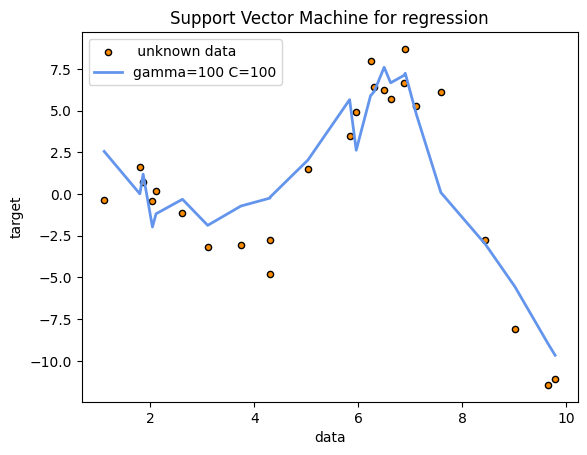 Support Vector Machine for regression
unknown data
gamma=100 C=100
target
7.5
5.0
2.5
0.0
−2.5
−5.0
−7.5
−10.0
2
4
6
8
10
data